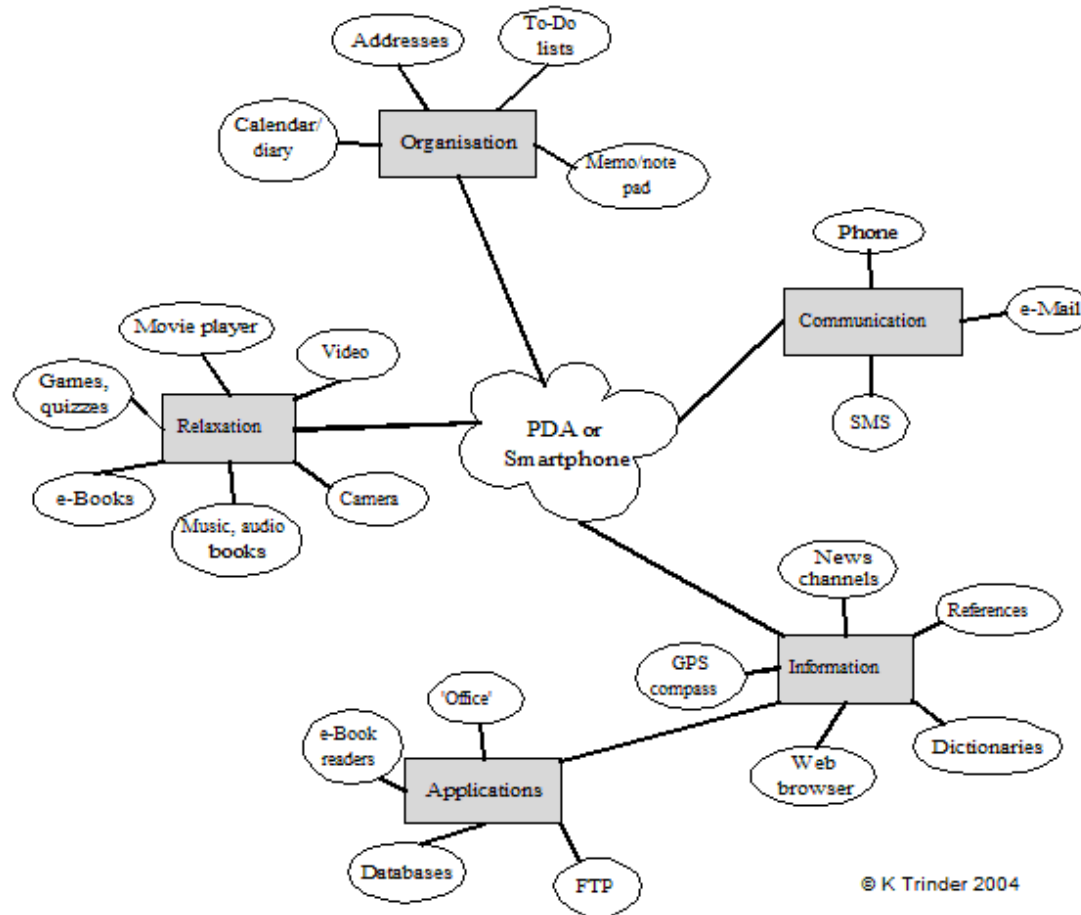 Addresses
To-Do
lists
Calendar/
diary
Organisation
Memo/note
pad
Phone
Communication
e-Mail
SMS
Movie player
Video
Games,
quizzes
Relaxation
e-Books
Music, audio
books
Camera
PDA or
Smartphone
News
channels
References
GPS
compass
Information
Dictionaries
Web
browser
'Office'
e-Book
readers
Applications
Databases
FTP
© K Trinder 2004